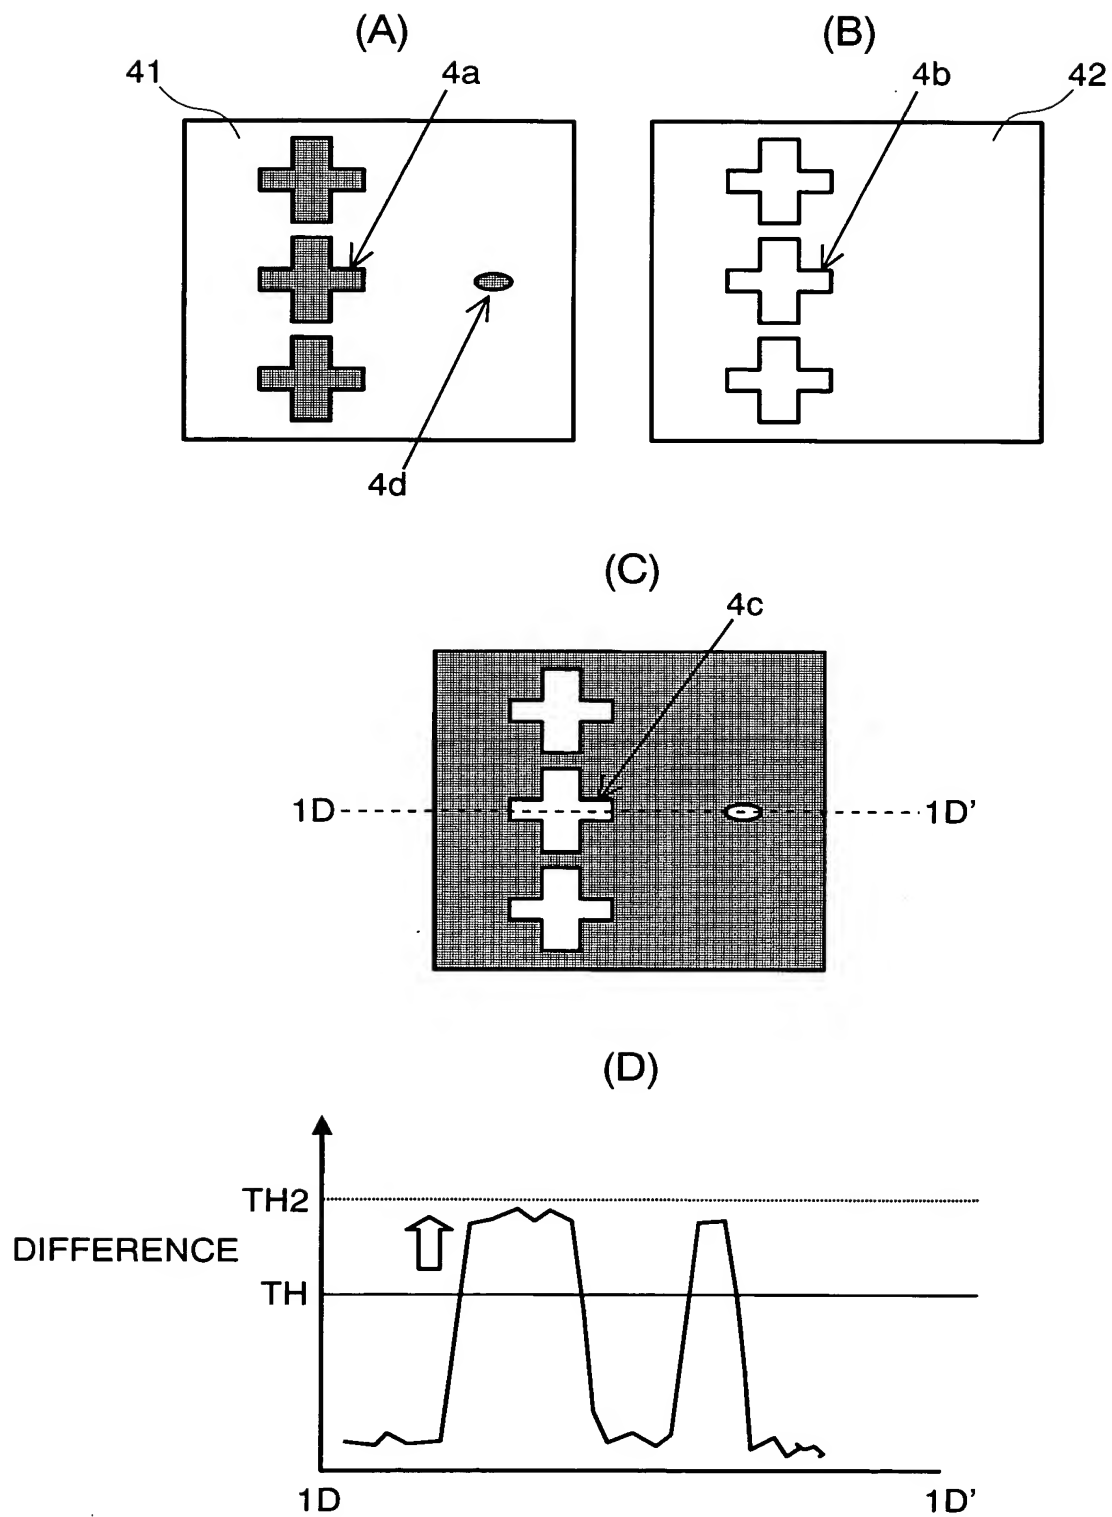 (A)
(B)
41
4a
4b
42
4d
(C)
4c
1D
1D'
(D)
TH2
DIFFERENCE
TH
1D
1D'